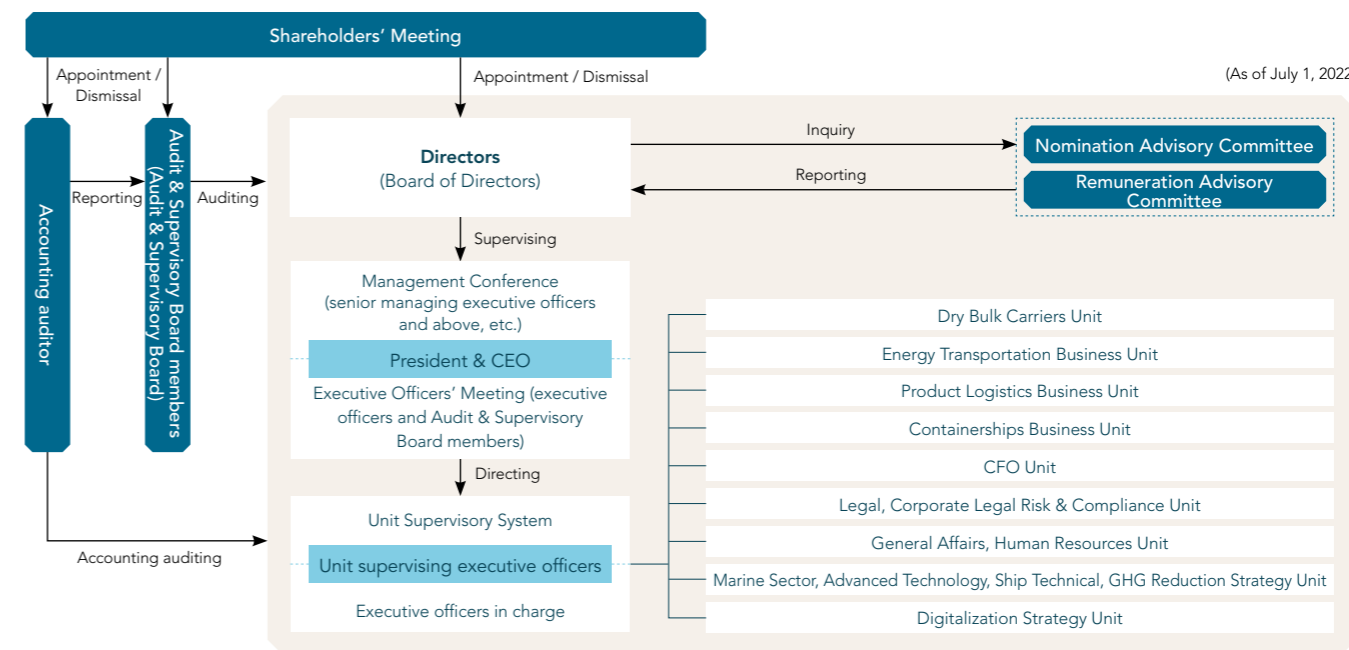 Shareholders' Meeting
Appointment /
Dismissal
Appointment / Dismissal
(As of July 1, 2022
Accounting auditor
Reporting
Audit & Supervisory Board members
(Audit & Supervisory Board)
Auditing
Directors
(Board of Directors)
Inquiry
Reporting
Nomination Advisory Committee
Remuneration Advisory
Committee
Supervising
Management Conference
(senior managing executive officers
and above, etc.)
President & CEO
Executive Officers' Meeting (executive
officers and Audit & Supervisory
Board members)
Directing
Unit Supervisory System
Unit supervising executive officers
Executive officers in charge
Accounting auditing
Dry Bulk Carriers Unit
Energy Transportation Business Unit
Product Logistics Business Unit
Containerships Business Unit
CFO Unit
Legal, Corporate Legal Risk & Compliance Unit
General Affairs, Human Resources Unit
Marine Sector, Advanced Technology, Ship Technical, GHG Reduction Strategy Unit
Digitalization Strategy Unit